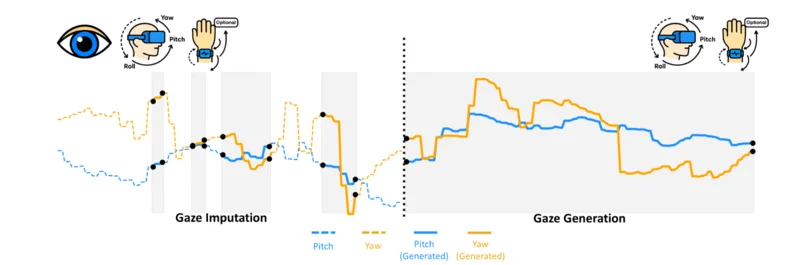 Yaw
Optional
Pitch
Roll
Yaw
Optional
Pitch
Roll
Gaze Imputation
Gaze Generation
Pitch
Yaw
Pitch
(Generated)
Yaw
(Generated)